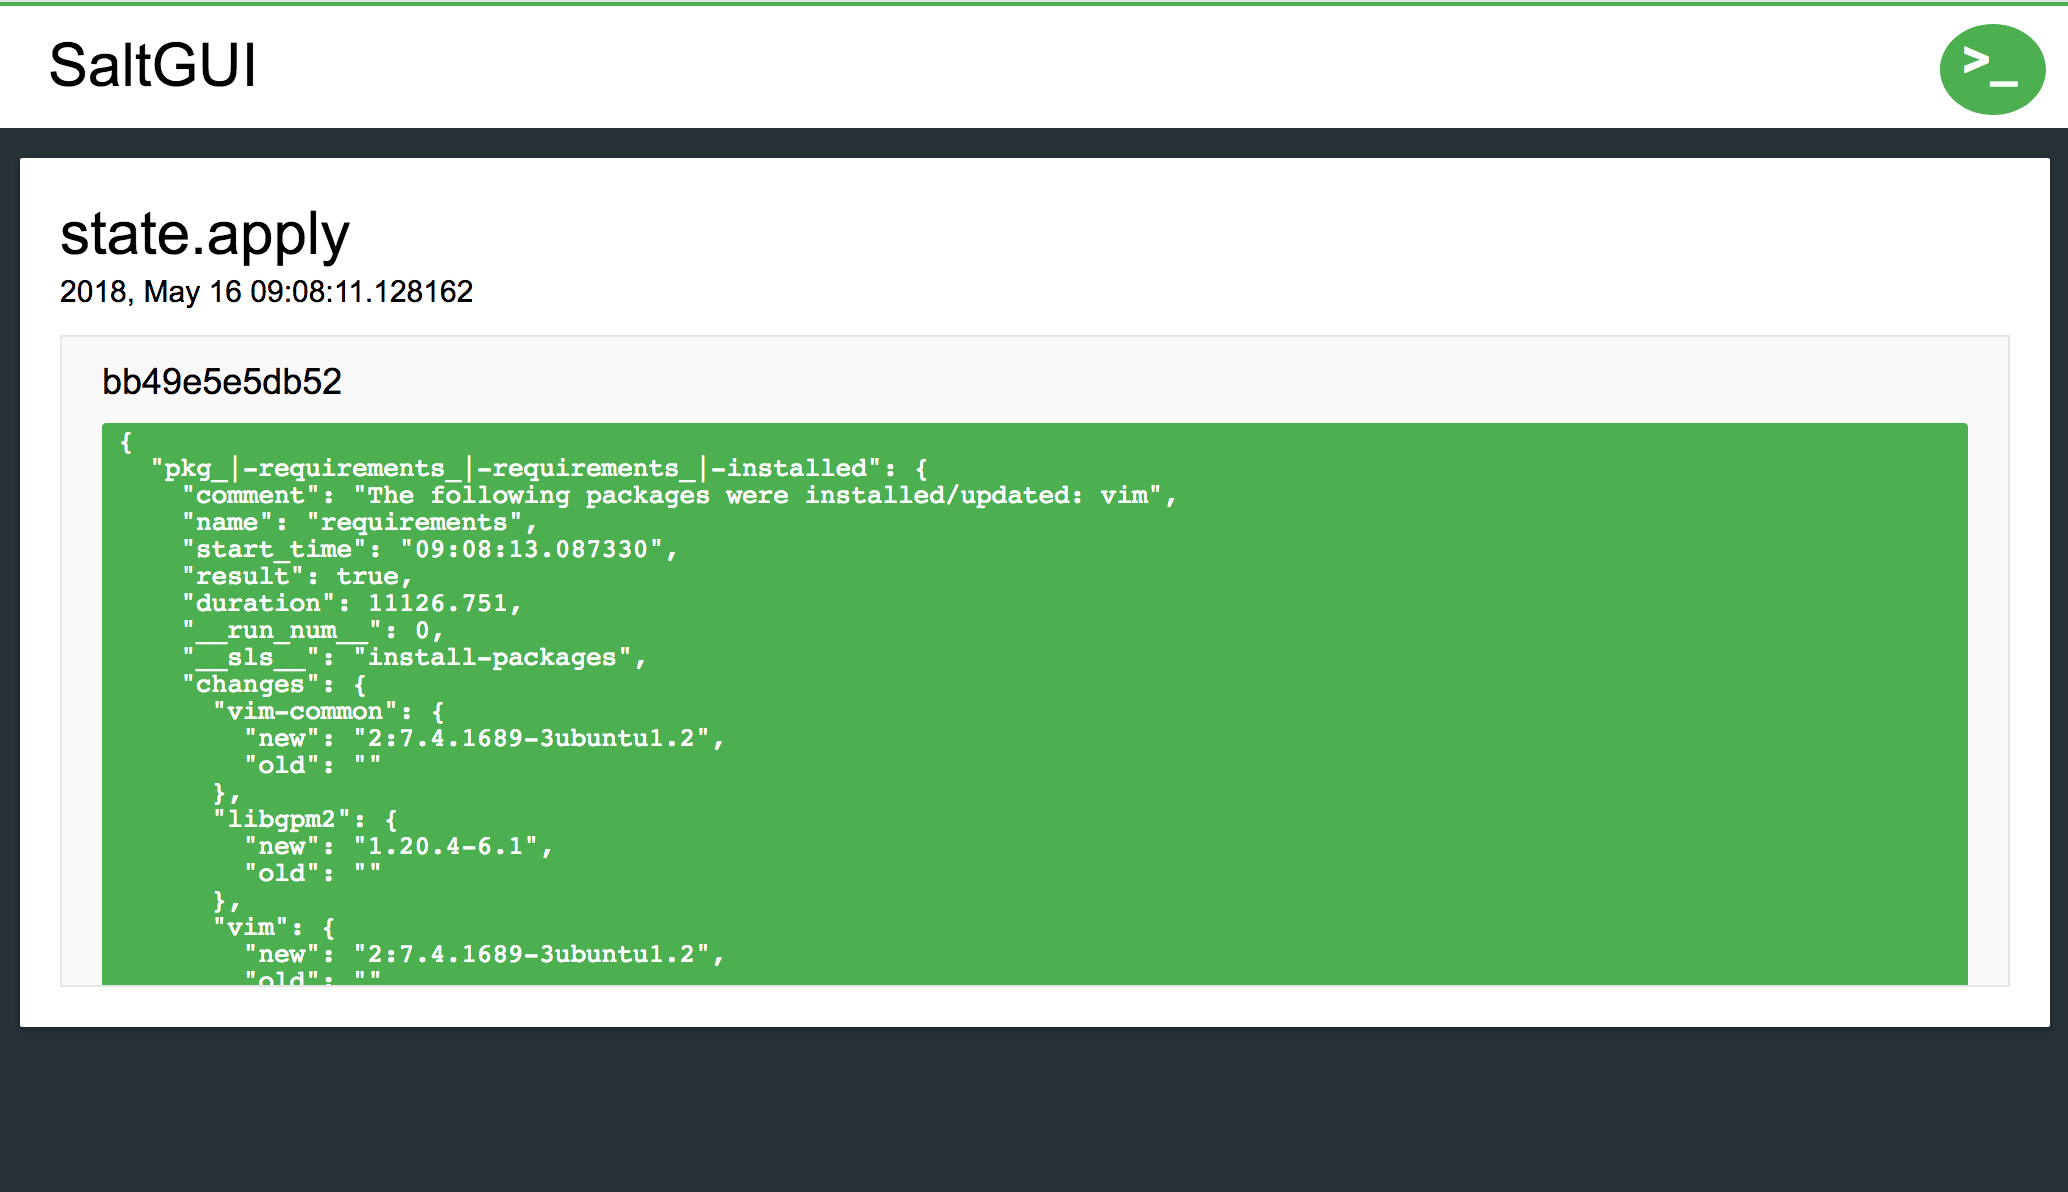 SaltGUI
>_
state.apply
2018, May 16 09:08:11.128162
bb49e5e5db52
{
  "pkg_|-requirements_|-requirements_|-installed": {
    "comment": "The following packages were installed/updated: vim",
    "name": "requirements",
    "start_time": "09:08:13.087330",
    "result": true,
    "duration": 11126.751,
    "__run_num__": 0,
    "__sls__": "install-packages",
    "changes": {
      "vim-common": {
        "new": "2:7.4.1689-3ubuntu1.2",
        "old": ""
      },
      "libgpm2": {
        "new": "1.20.4-6.1",
        "old": ""
      },
      "vim": {
        "new": "2:7.4.1689-3ubuntu1.2",
        "old": ""